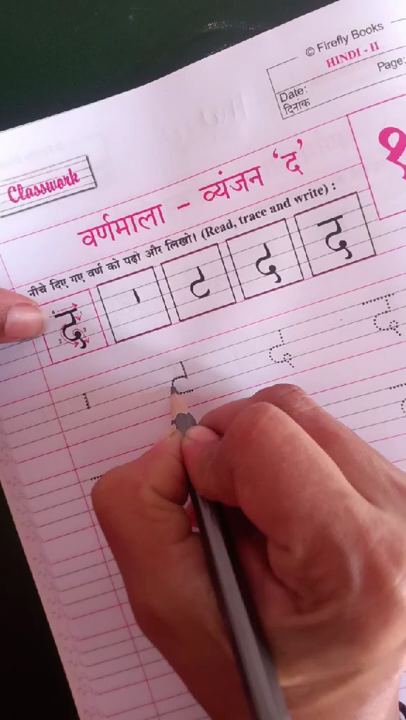 © Firefly Books
HINDI - II
Page:
Date:
दिनाक
Classwork
वर्णमाला - व्यंजन 'द'
नीचे दिए गए वर्ण को पढ़ो और लिखो। (Read, trace and write) :
द द
द द